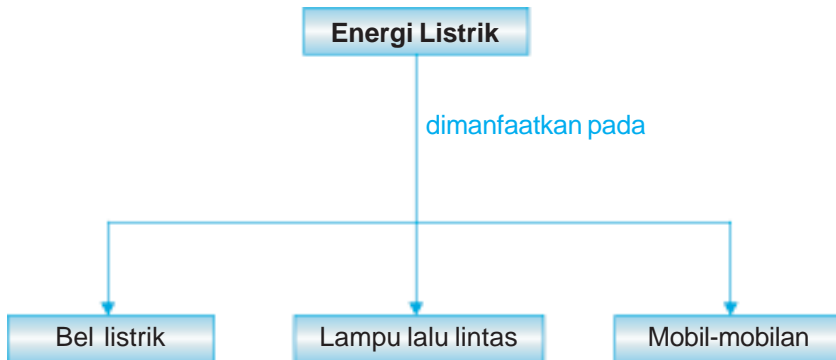 Energi Listrik
dimanfaatkan pada
Bel listrik
Lampu lalu lintas
Mobil-mobilan